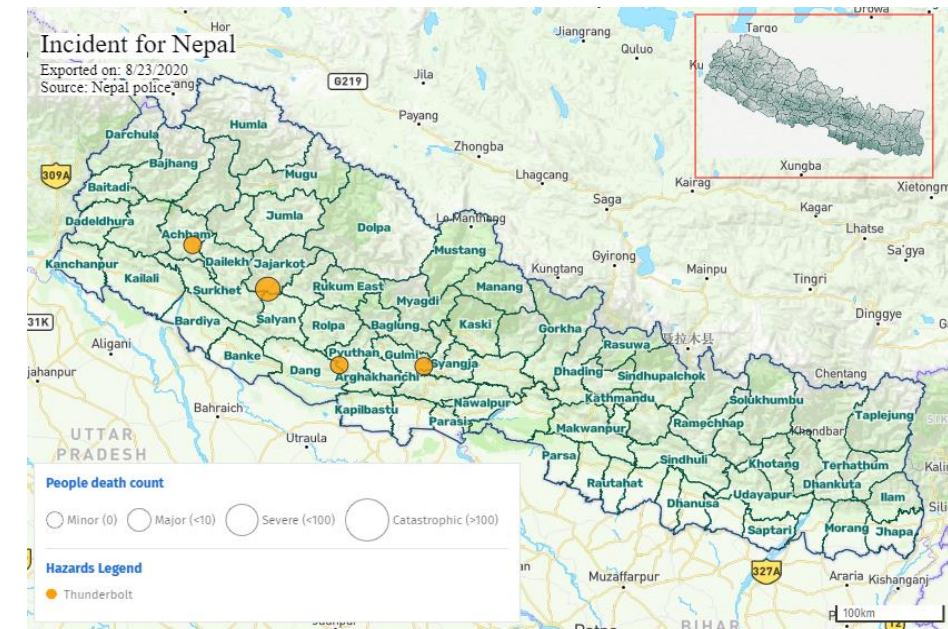 Incident for Nepal
Exported on: 8/23/2020
Source: Nepal police
Hor
Jiangrang
Quluo
Targo
Drowa
G219
Jila
Payang
Zhongba
Lhagcang
Kairag
Xungba
Xietongm
Saga
Kagar
Lhatse
Sa'gya
Gyirong
Mainpu
Tingri
Dinggye
Kungtang
Le Manthang
聂拉木县
Chentang
309A
Humla
Darchula
Bajhang
Mugu
Baitadi
Jumla
Dolpa
Dadeldhura
Achham
Mustang
Kanchanpur
Dailekh
Jajarkot
Kailali
Surkhet
Rukum East
Manang
Myagdi
Bardiya
Salyan
Rolpa
Baglung
Kaski
Gorkha
Rasuwa
Banke
Dang
Pyuthan
Gulmi
Syangja
Arghakhanchi
Dhading
Sindhupalchok
Kapilbastu
Nawalpur
Kathmandu
Solukhumbu
Parasi
Makwanpur
Ramechhap
Khandbari
Taplejung
Parsa
Sindhuli
Khotang
Terhathum
Rautahat
Dhankuta
Udayapur
Ilam
Dhanusa
Saptari
Morang
Jhapa
31K
Aligani
jahanpur
Bahraich
Utraula
UTTAR
PRADESH
People death count
Minor (0)
Major (<10)
Severe (<100)
Catastrophic (>100)
Hazards Legend
Thunderbolt
327A
Muzaffarpur
Araria
Kishanganj
BIHAR
100km